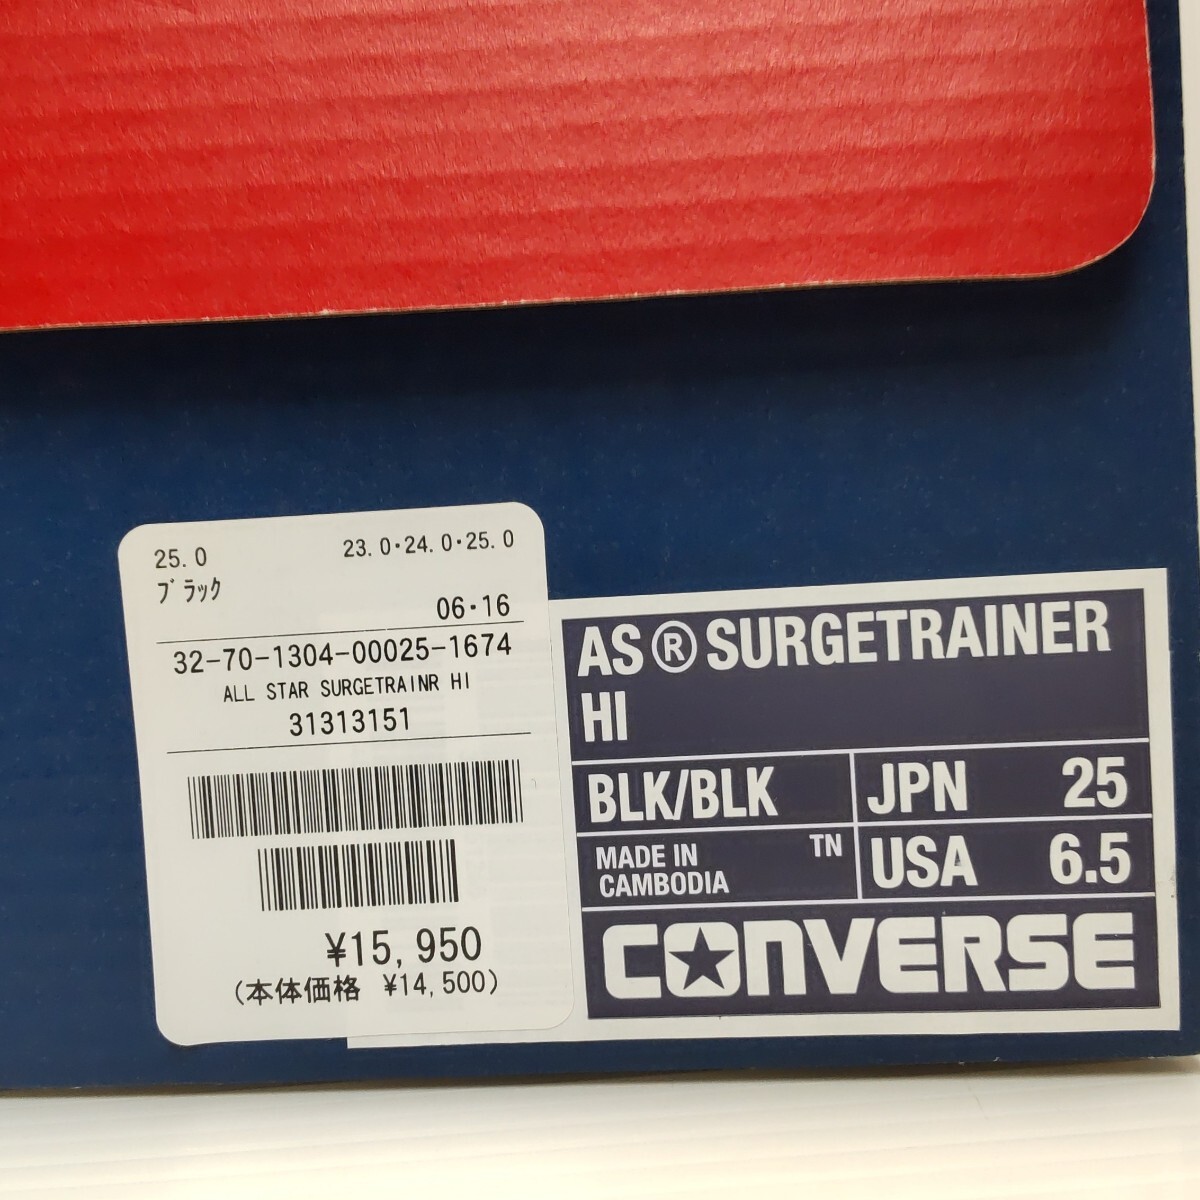 25.0 23.0・24.0・25.0
ブラック
06・16
32-70-1304-00025-1674
ALL STAR SURGETRAINR HI
31313151
¥15,950
(本体価格 ¥14,500)
AS®SURGETRAINER
HI
BLK/BLK
JPN 25
MADE IN
CAMBODIA
TN
USA 6.5
CONVERSE